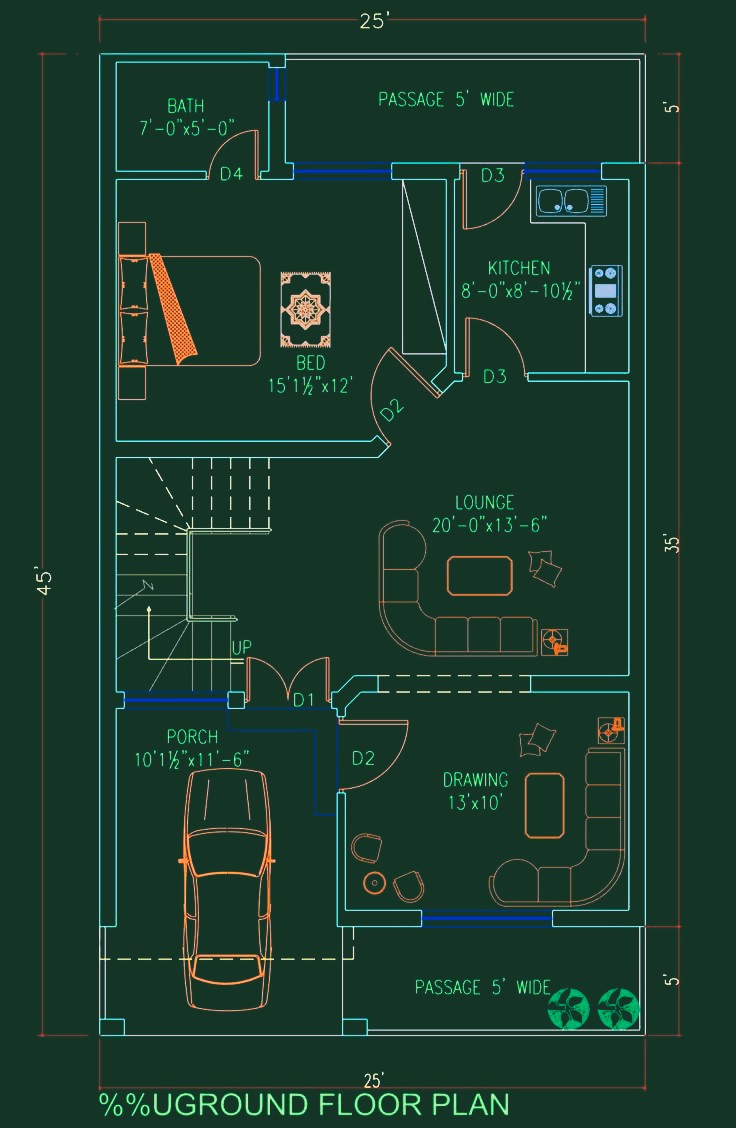 25'
PASSAGE 5' WIDE
5'
BATH
7'-0"x5'-0"
D4
D3
KITCHEN
8'-0"x8'-10½"
BED
15'1½"x12'
D3
D2
LOUNGE
20'-0"x13'-6"
35'
45'
UP
D1
PORCH
10'1½"x11'-6"
D2
DRAWING
13'x10'
PASSAGE 5' WIDE
5'
25'
%%UGROUND FLOOR PLAN